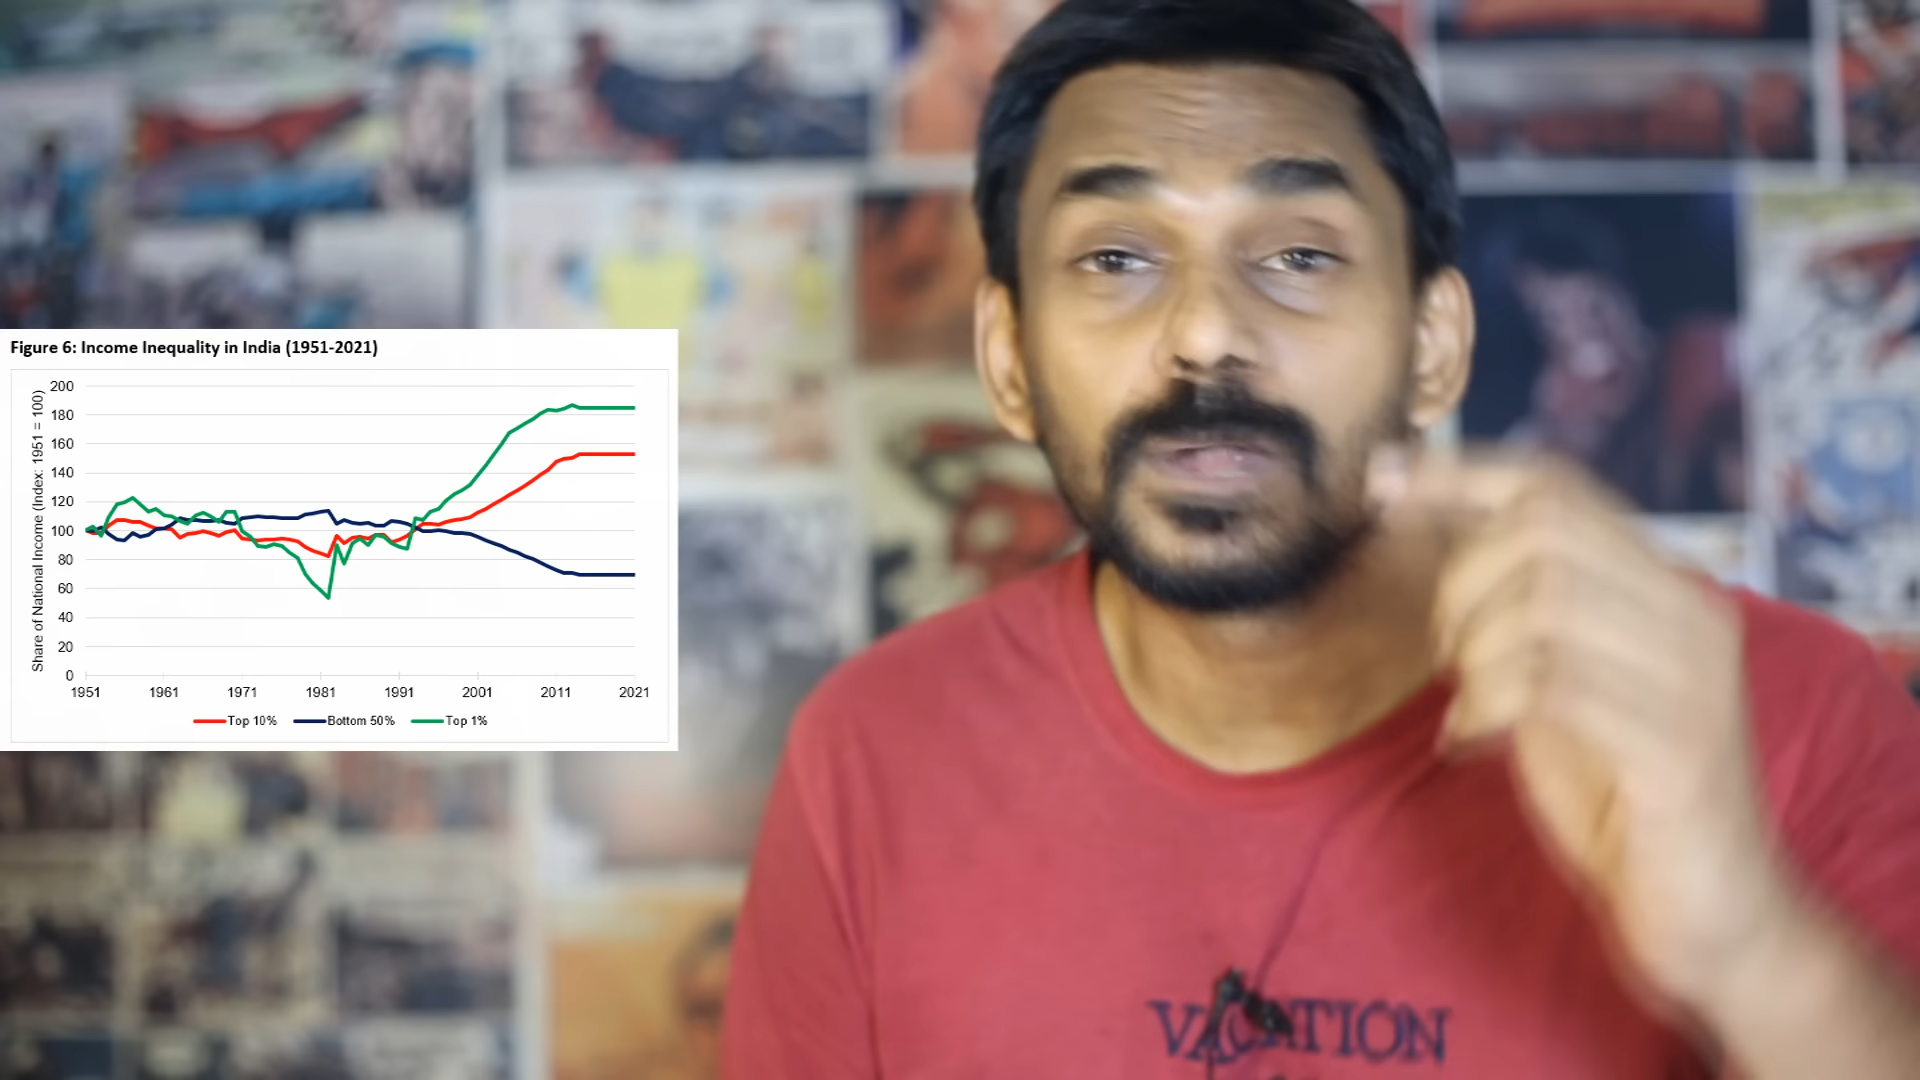 Figure 6: Income Inequality in India (1951-2021)
Share of National Income (Index: 1951 = 100)
200
180
160
140
120
100
80
60
40
20
0
1951 1961 1971 1981 1991 2001 2011 2021
Top 10% Bottom 50% Top 1%
VACATION